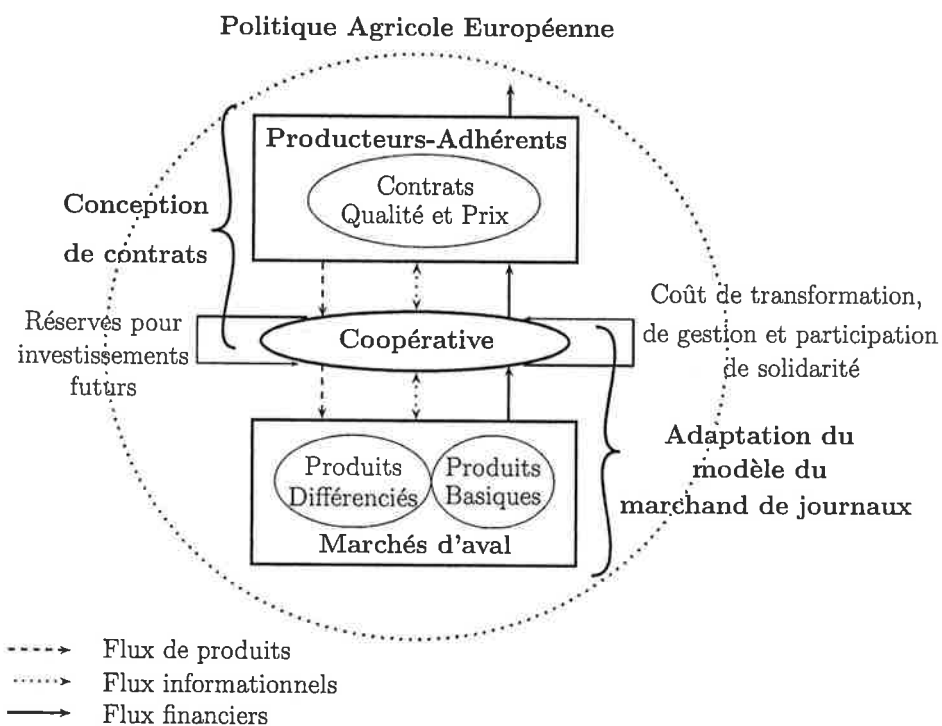 Politique Agricole Européenne
Producteurs-Adhérents
Contrats
Qualité et Prix
Conception
de contrats
Réserves pour
investissements
futurs
Coopérative
Coût de transformation,
de gestion et participation
de solidarité
Produits
Différenciés
Produits
Basiques
Marchés d'aval
Adaptation du
modèle du
marchand de journaux
Flux de produits
Flux informationnels
Flux financiers